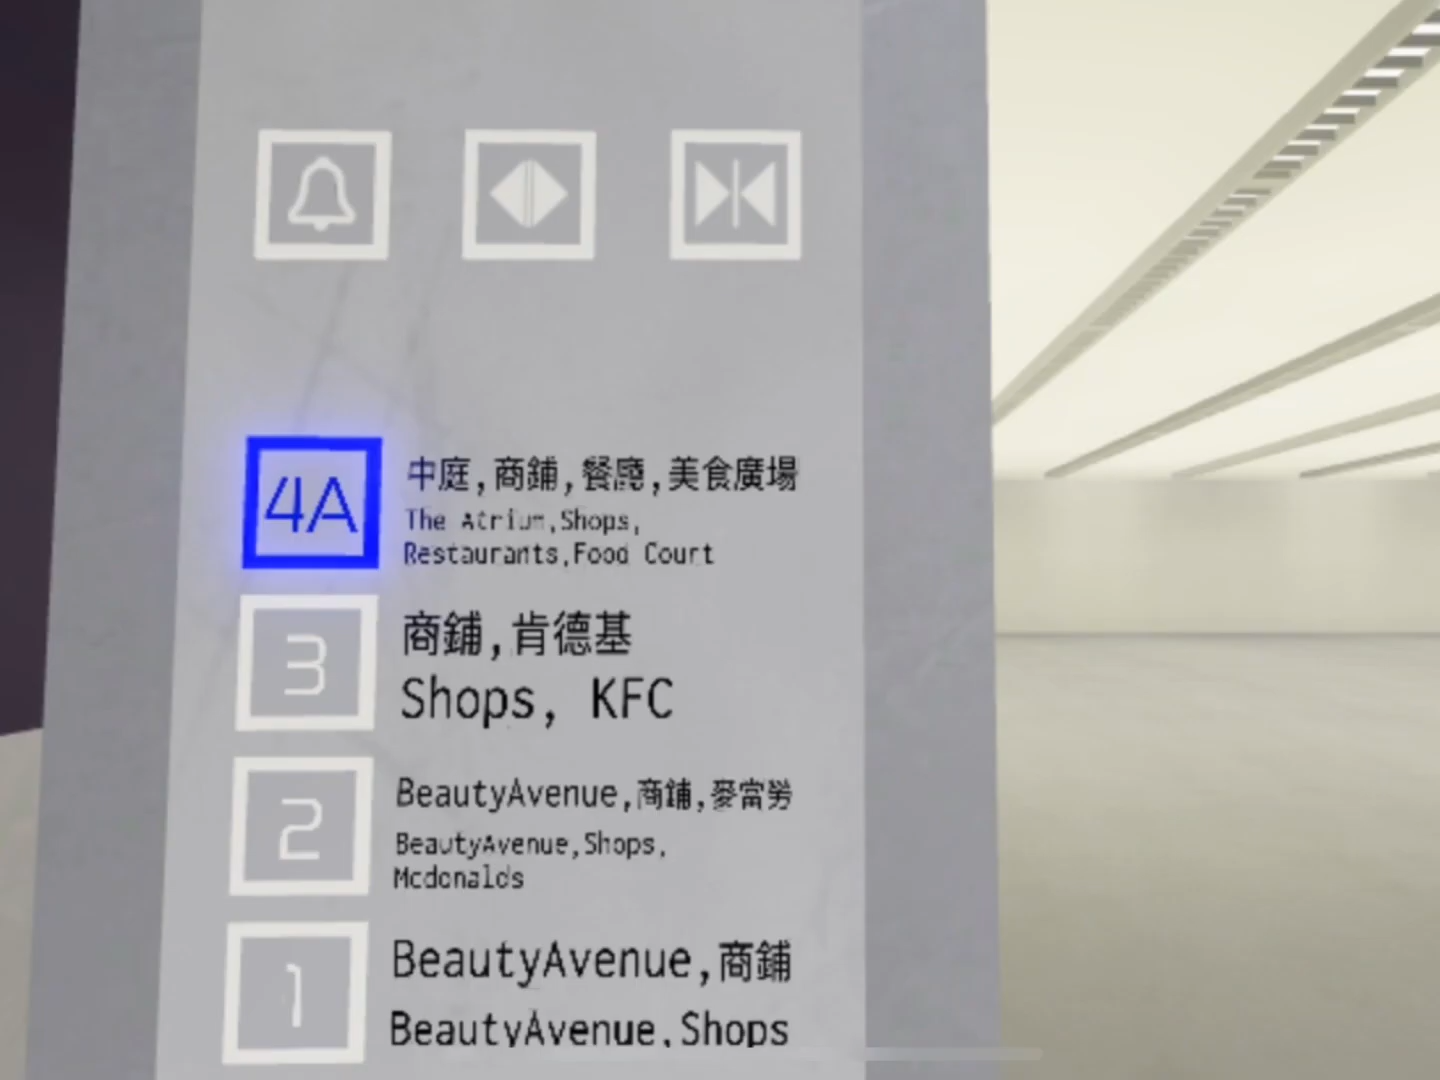 4A
中庭,商鋪,餐廳,美食廣場
The Atrium,Shops,
Restaurants,Food Court
3
商鋪,肯德基
Shops, KFC
2
BeautyAvenue,商鋪,麥當勞
BeautyAvenue,Shops,
Mcdonalds
1
BeautyAvenue,商鋪
BeautyAvenue,Shops